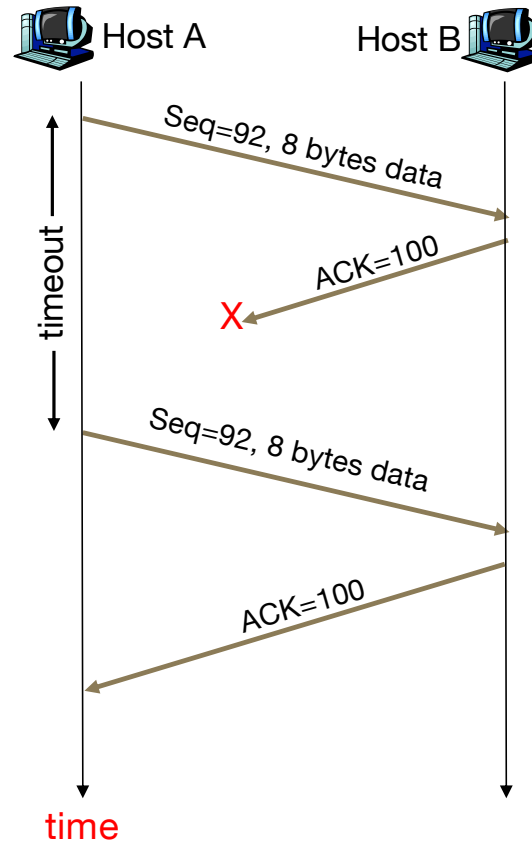 Host A
Host B
Seq=92, 8 bytes data
ACK=100
X
timeout
Seq=92, 8 bytes data
ACK=100
time